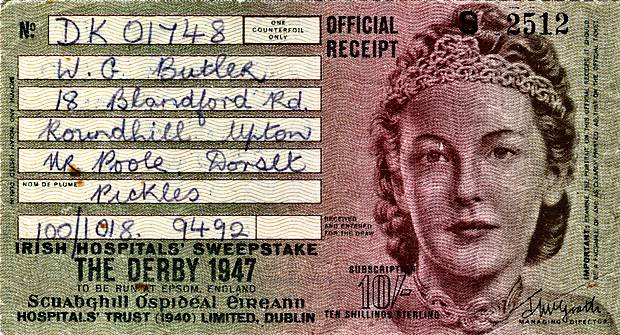 Nº DK 01748
ONE COUNTERFOIL ONLY
OFFICIAL RECEIPT
S 2512
W. C. Butler
18 Blandford Rd.
Roundhill Upton
Nr Poole Dorset
NOM DE PLUME
Pickles
100/1018. 9492
RECEIVED AND ENTERED FOR THE DRAW
IRISH HOSPITALS' SWEEPSTAKE
THE DERBY 1947
TO BE RUN AT EPSOM, ENGLAND
Scuabghill Ospidéal Éireann
HOSPITALS' TRUST (1940) LIMITED, DUBLIN
SUBSCRIPTION
10/-
TEN SHILLINGS STERLING
MANAGING DIRECTOR